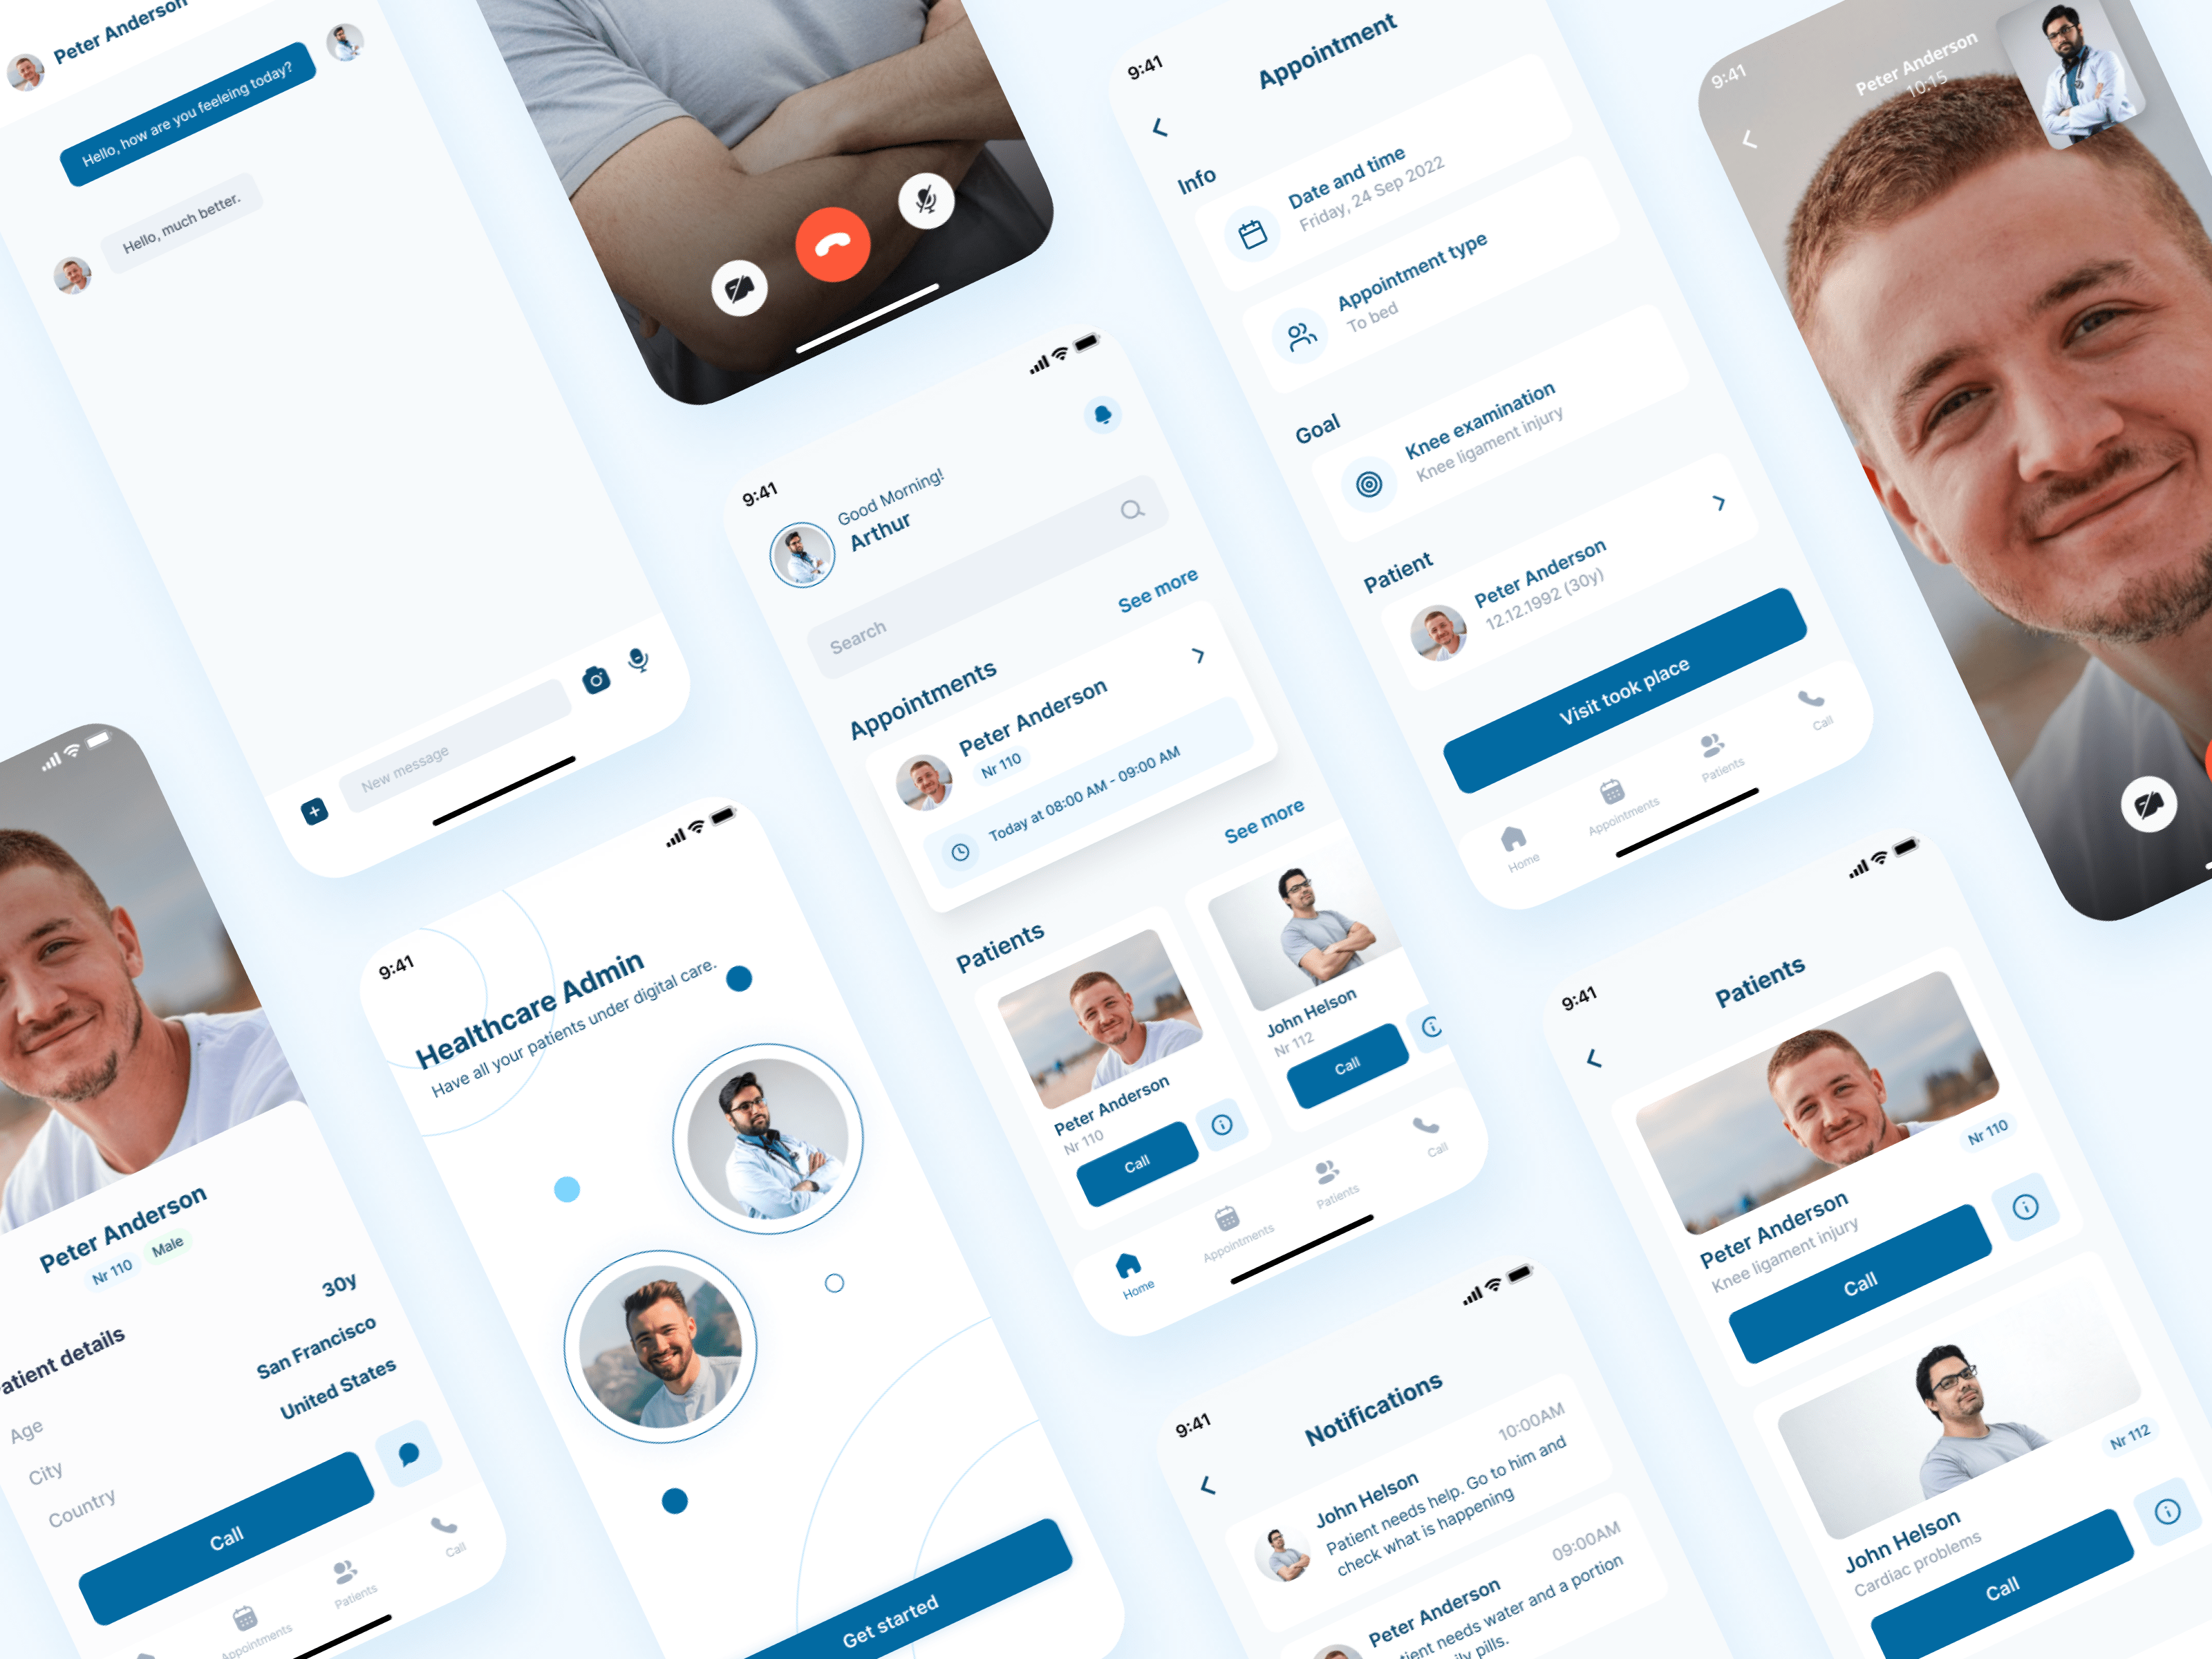 Peter Anderson
Hello, how are you feeleing today?
Hello, much better.
New message
Peter Anderson
Nr 110
Male
Patient details
Age
30y
City
San Francisco
Country
United States
Call
Appointments
Patients
Call
9:41
Healthcare Admin
Have all your patients under digital care.
Get started
9:41
Good Morning!
Arthur
Search
Appointments
See more
Peter Anderson
Nr 110
Today at 08:00 AM - 09:00 AM
Patients
See more
Peter Anderson
Nr 110
Call
John Helson
Nr 112
Call
Home
Appointments
Patients
Call
9:41
Appointment
Info
Date and time
Friday, 24 Sep 2022
Appointment type
To bed
Goal
Knee examination
Knee ligament injury
Patient
Peter Anderson
12.12.1992 (30y)
Visit took place
Home
Appointments
Patients
Call
9:41
Notifications
John Helson
10:00AM
Patient needs help. Go to him and
check what is happening
Peter Anderson
09:00AM
needs water and a portion
pills.
9:41
Peter Anderson
10:15
9:41
Patients
Peter Anderson
Nr 110
Knee ligament injury
Call
John Helson
Nr 112
Cardiac problems
Call